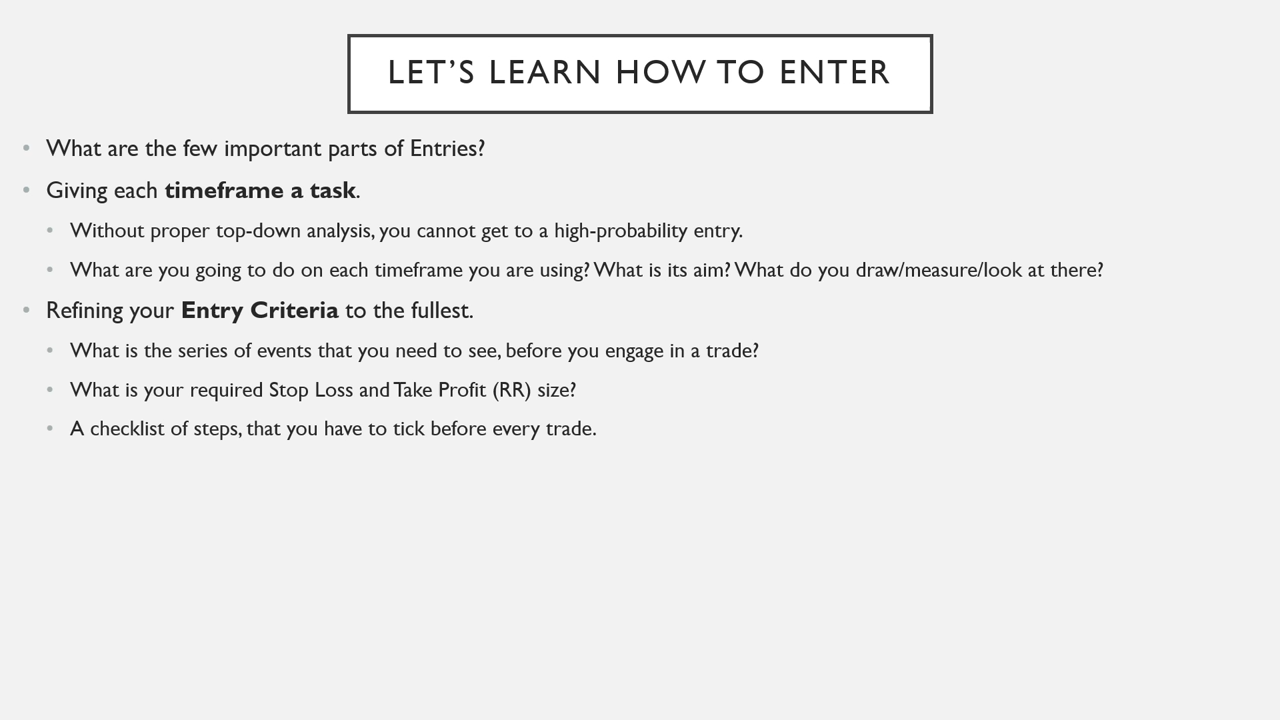 LET’S LEARN HOW TO ENTER
• What are the few important parts of Entries?
• Giving each timeframe a task.
• Without proper top-down analysis, you cannot get to a high-probability entry.
• What are you going to do on each timeframe you are using? What is its aim? What do you draw/measure/look at there?
• Refining your Entry Criteria to the fullest.
• What is the series of events that you need to see, before you engage in a trade?
• What is your required Stop Loss and Take Profit (RR) size?
• A checklist of steps, that you have to tick before every trade.